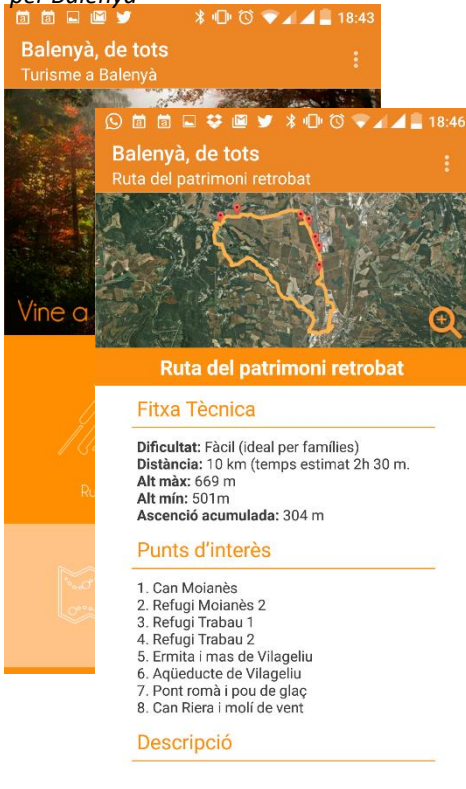 per Balenyà
18:43
Balenyà, de tots
Turisme a Balenyà
Vine a
Ru
18:46
Balenyà, de tots
Ruta del patrimoni retrobat
Ruta del patrimoni retrobat
Fitxa Tècnica
Dificultat: Fàcil (ideal per famílies)
Distància: 10 km (temps estimat 2h 30 m.
Alt màx: 669 m
Alt mín: 501m
Ascenció acumulada: 304 m
Punts d'interès
1. Can Moianès
2. Refugi Moianès 2
3. Refugi Trabau 1
4. Refugi Trabau 2
5. Ermita i mas de Vilageliu
6. Aqüeducte de Vilageliu
7. Pont romà i pou de glaç
8. Can Riera i molí de vent
Descripció